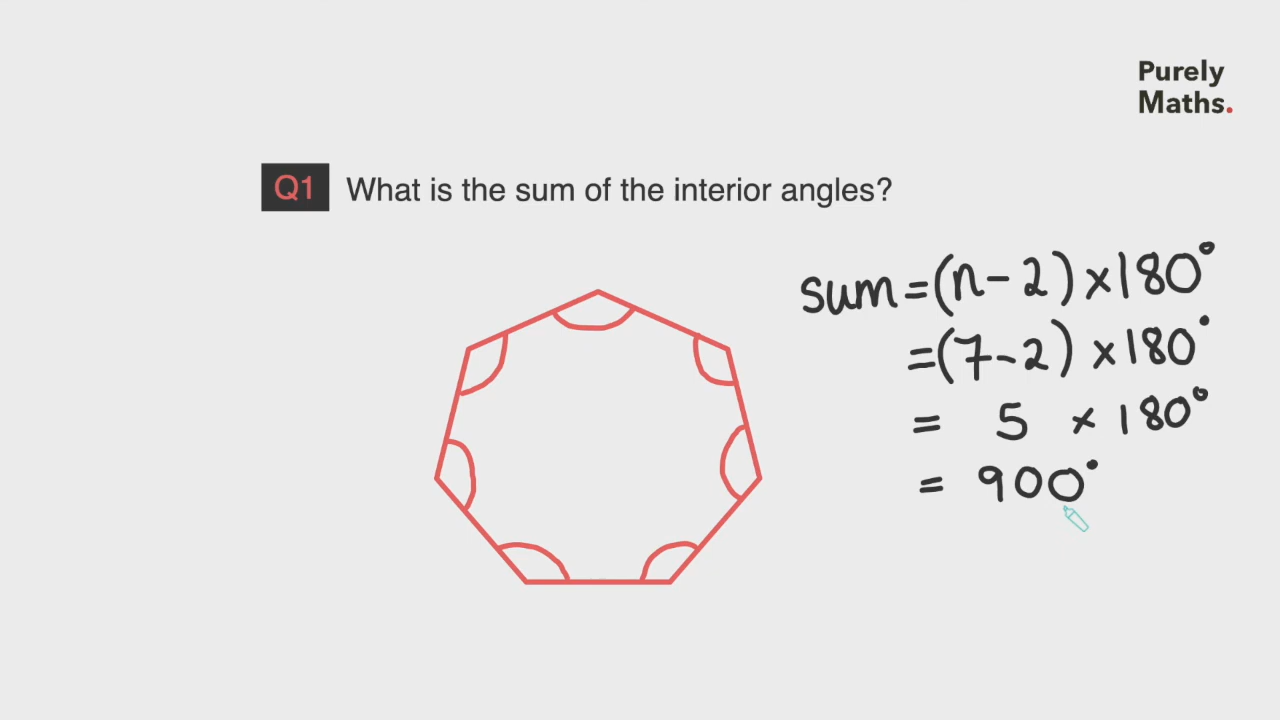 Purely
Maths.
Q1 What is the sum of the interior angles?
sum = (n - 2) × 180°
= (7 - 2) × 180°
= 5 × 180°
= 900°